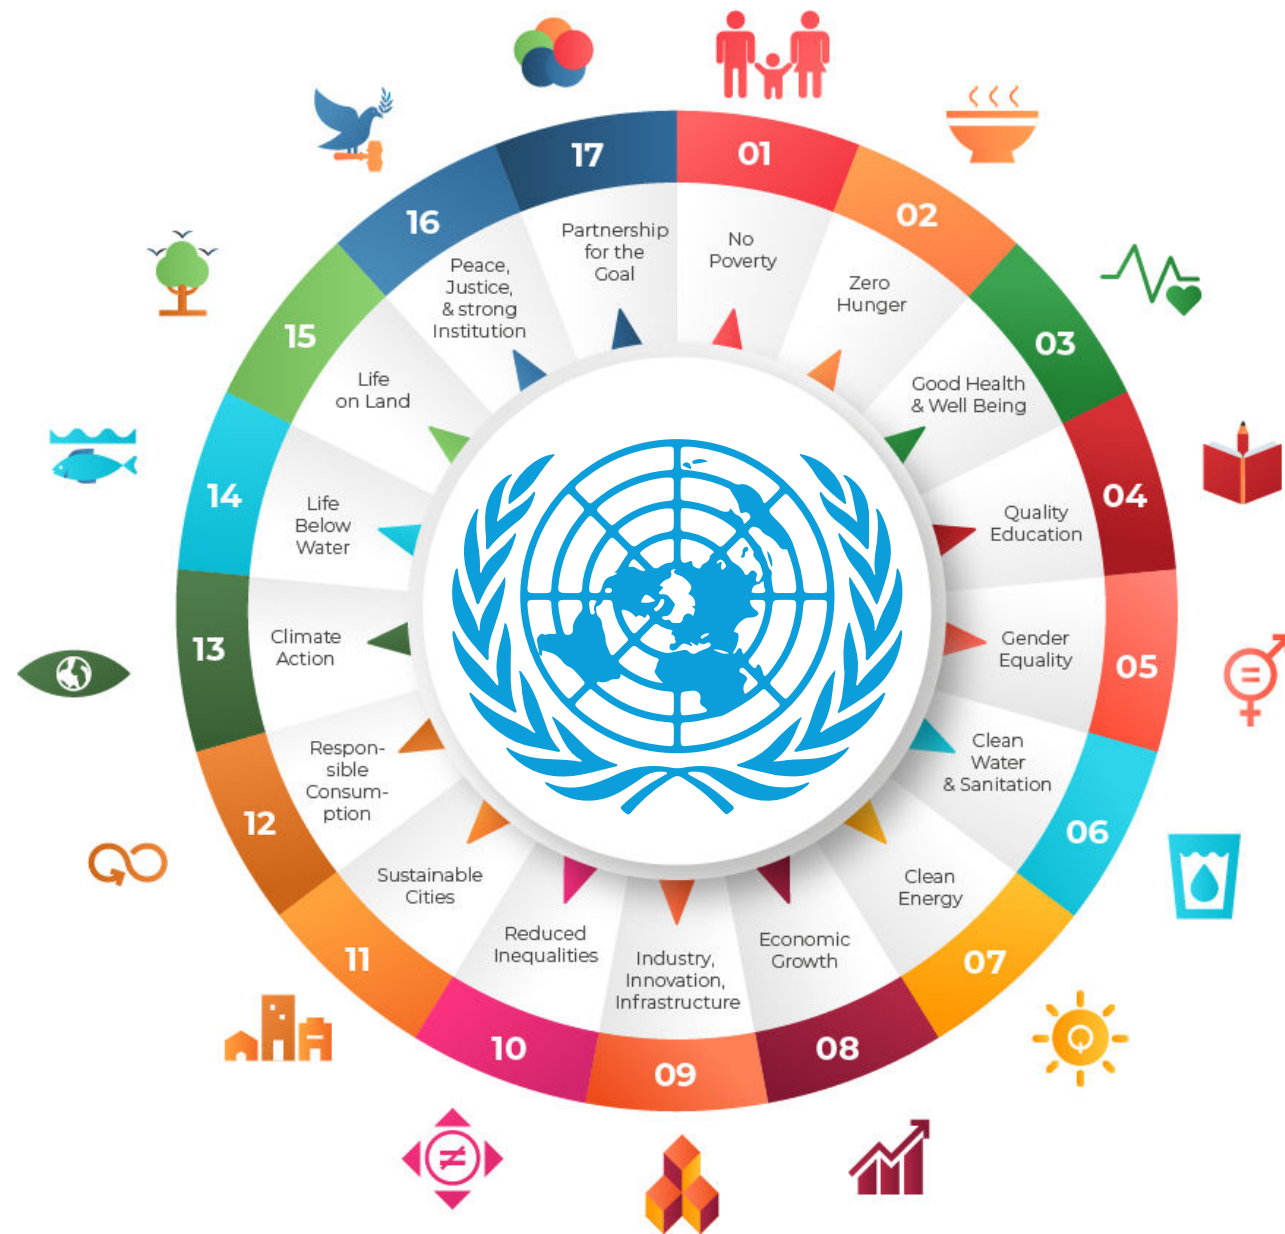 01
No
Poverty
02
Zero
Hunger
03
Good Health
& Well Being
04
Quality
Education
05
Gender
Equality
06
Clean
Water
& Sanitation
07
Clean
Energy
08
Economic
Growth
09
Industry,
Innovation,
Infrastructure
10
Reduced
Inequalities
11
Sustainable
Cities
12
Respon-
sible
Consum-
ption
13
Climate
Action
14
Life
Below
Water
15
Life
on Land
16
Peace,
Justice,
& strong
Institution
17
Partnership
for the
Goal